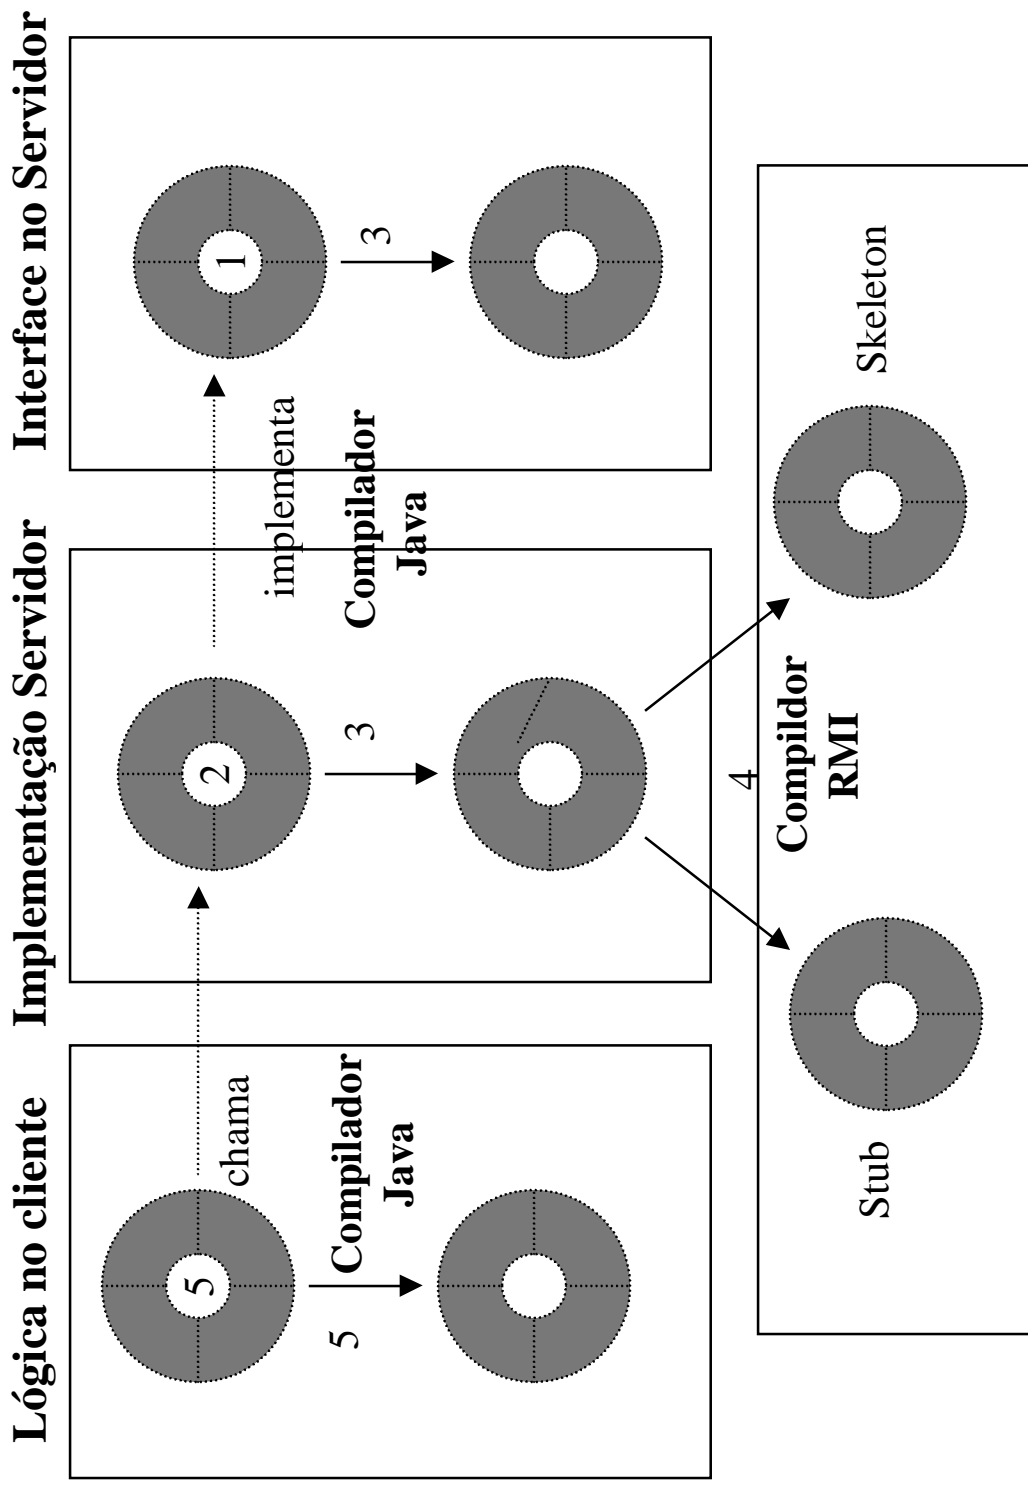 Lógica no cliente
Implementação Servidor
Interface no Servidor
5
chama
2
implementa
1
5
Compilador
Java
3
Compilador
Java
3
4
Compildor
RMI
Stub
Skeleton